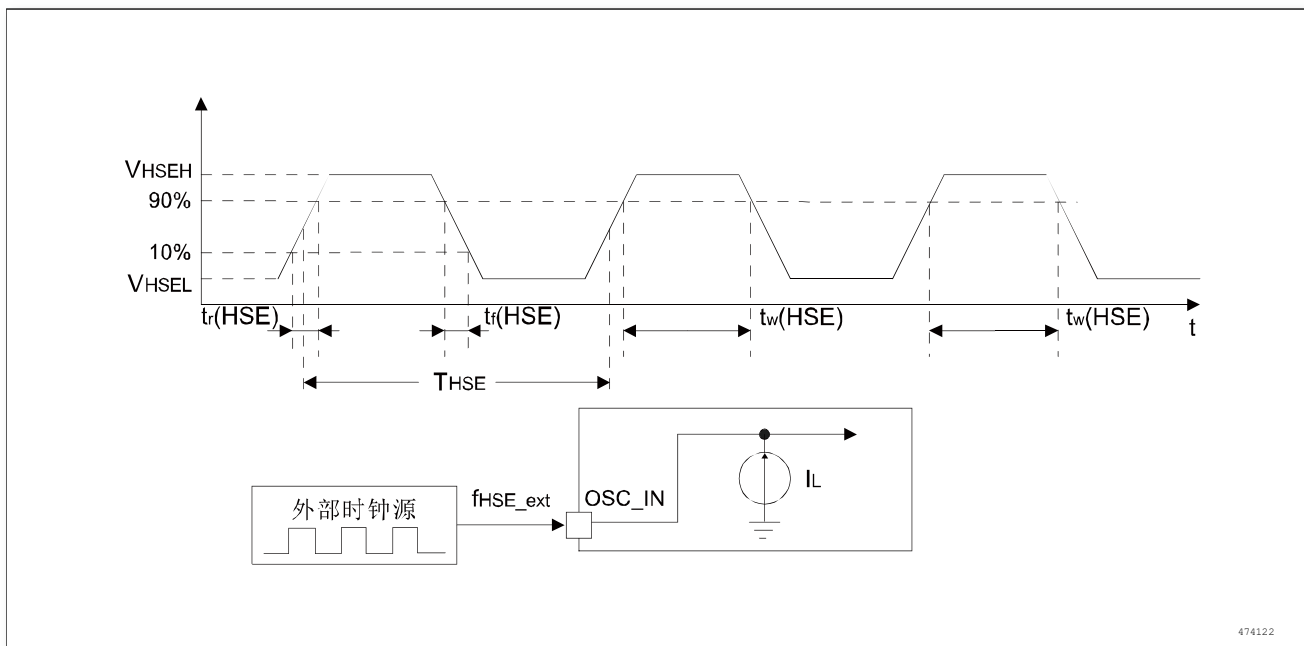 VHSEH
90%
10%
VHSEL
tr(HSE)
tf(HSE)
tw(HSE)
tw(HSE)
t
THSE
外部时钟源
fHSE_ext
OSC_IN
IL
474122